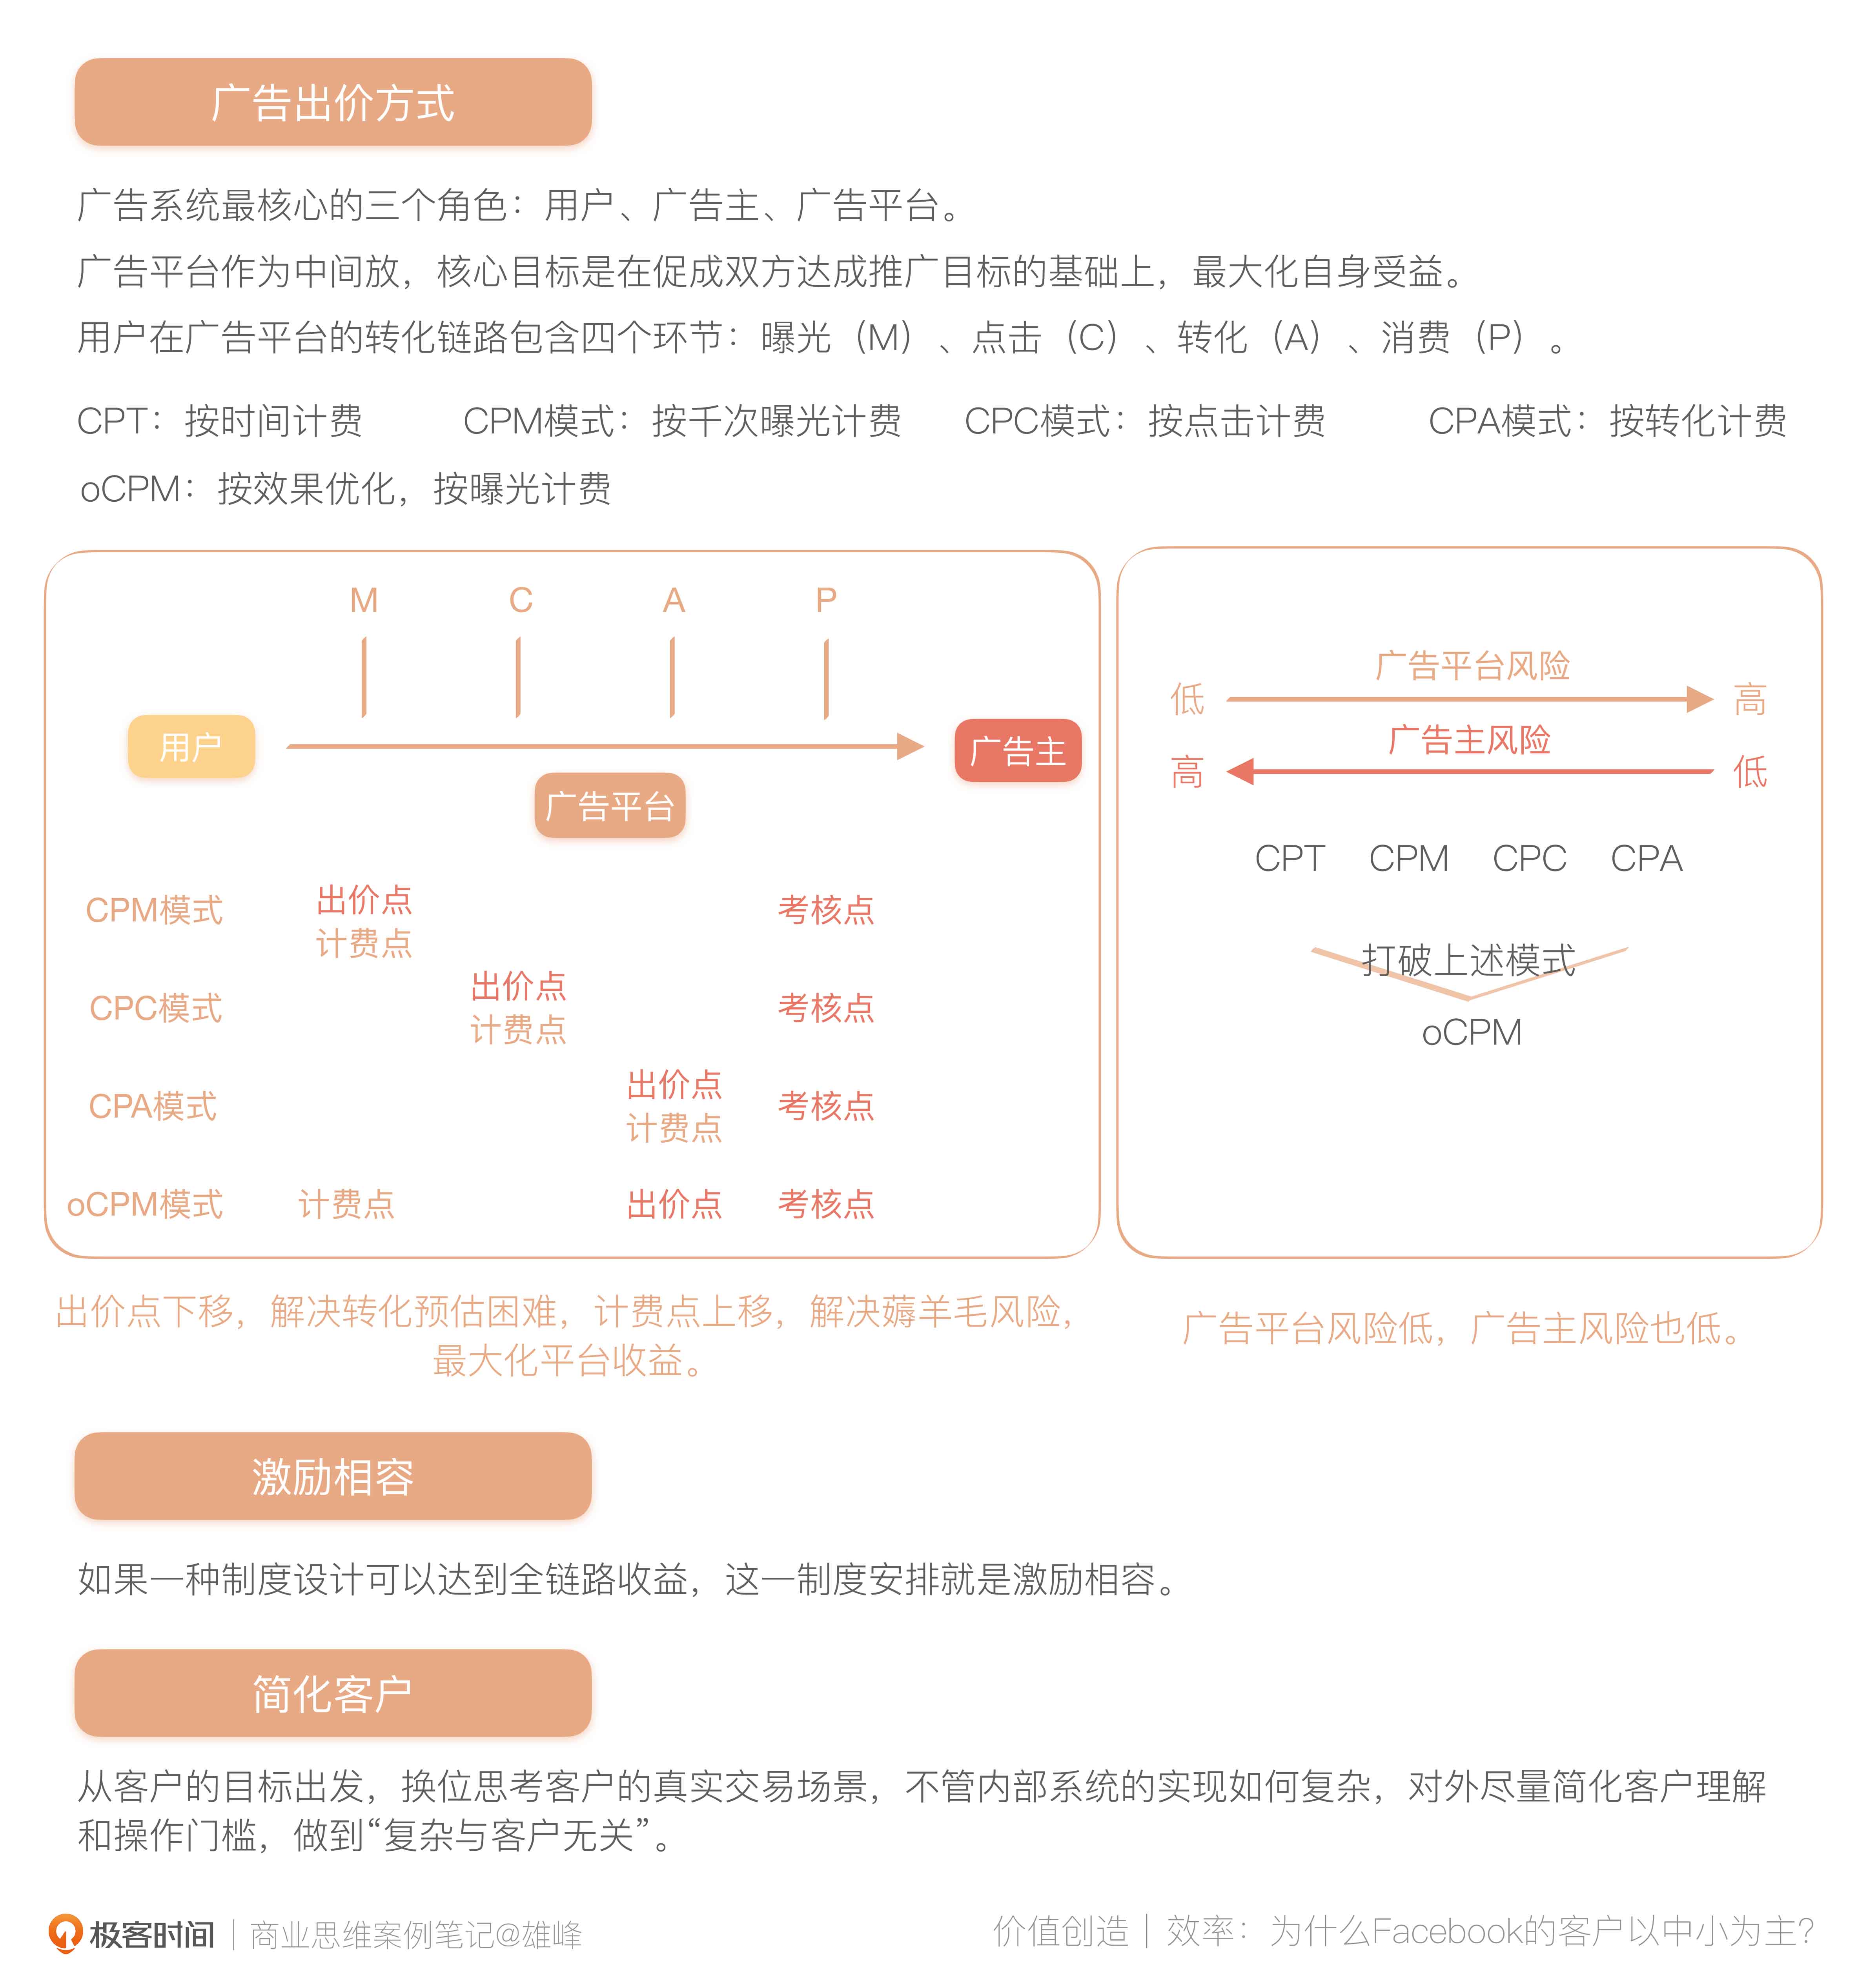 广告出价方式
广告系统最核心的三个角色：用户、广告主、广告平台。
广告平台作为中间放，核心目标是在促成双方达成推广目标的基础上，最大化自身受益。
用户在广告平台的转化链路包含四个环节：曝光（M）、点击（C）、转化（A）、消费（P）。
CPT：按时间计费 CPM模式：按千次曝光计费 CPC模式：按点击计费 CPA模式：按转化计费
oCPM：按效果优化，按曝光计费
M C A P
用户
广告主
广告平台
CPM模式 出价点 考核点
计费点
CPC模式 出价点 考核点
计费点
CPA模式 出价点 考核点
计费点
oCPM模式 计费点 出价点 考核点
广告平台风险
低 高
广告主风险
高 低
CPT CPM CPC CPA
打破上述模式
oCPM
出价点下移，解决转化预估困难，计费点上移，解决薅羊毛风险，
最大化平台收益。
广告平台风险低，广告主风险也低。
激励相容
如果一种制度设计可以达到全链路收益，这一制度安排就是激励相容。
简化客户
从客户的目标出发，换位思考客户的真实交易场景，不管内部系统的实现如何复杂，对外尽量简化客户理解
和操作门槛，做到“复杂与客户无关”。
极客时间｜商业思维案例笔记@雄峰
价值创造｜效率：为什么Facebook的客户以中小为主？